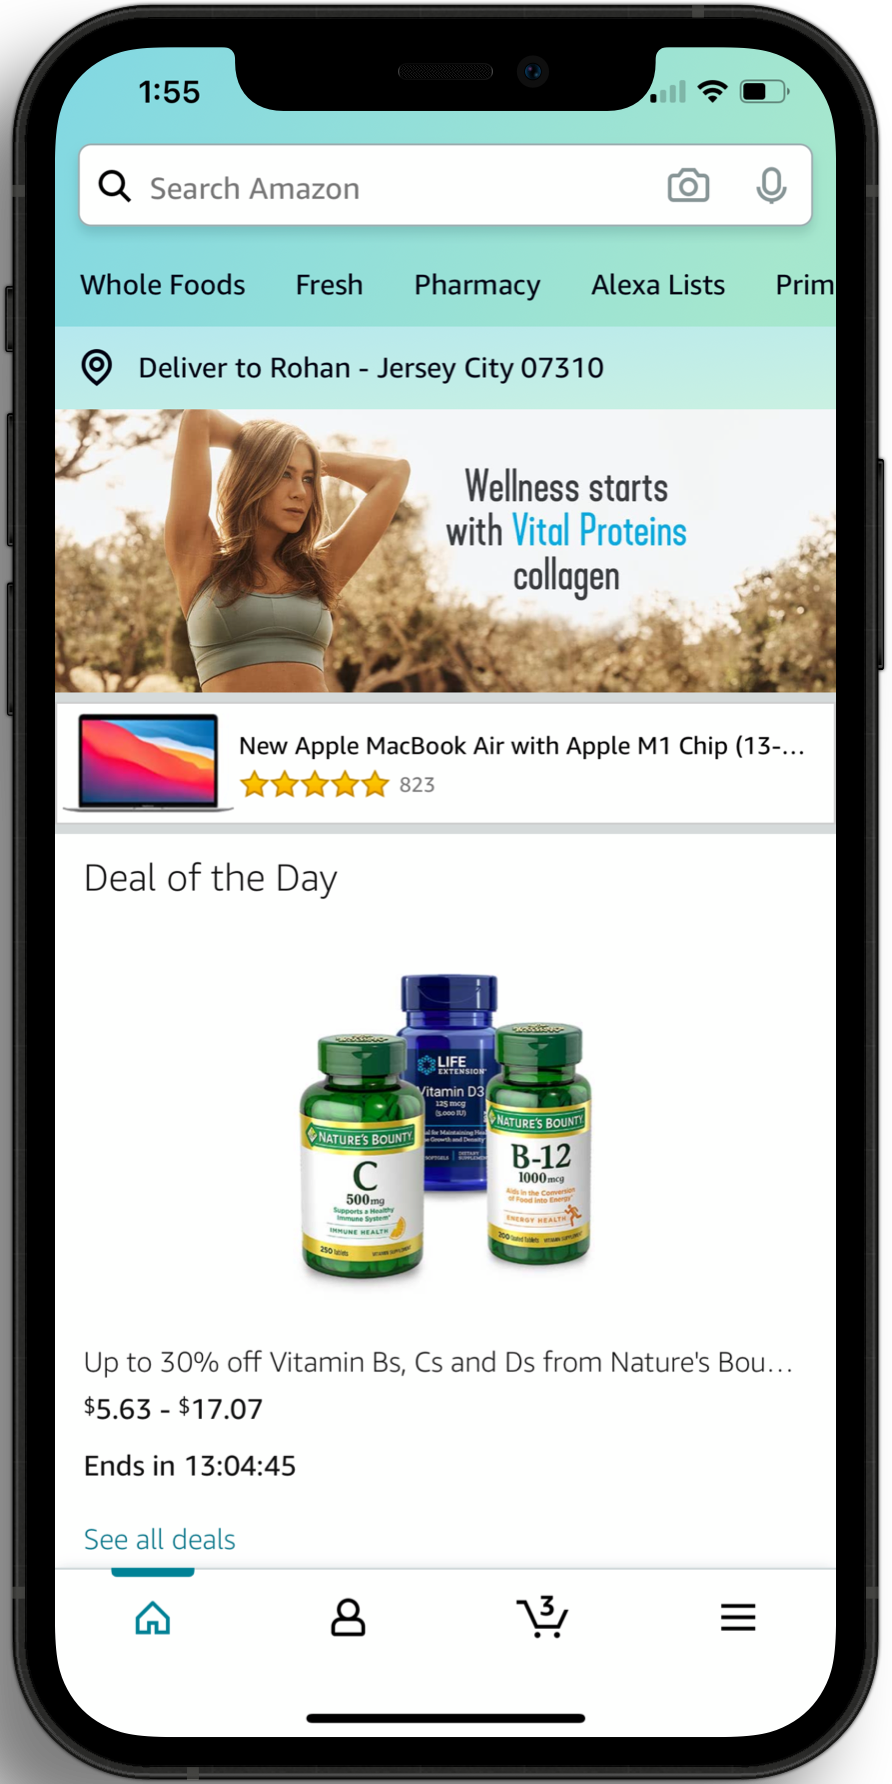 1:55
Search Amazon
Whole Foods Fresh Pharmacy Alexa Lists Prim
Deliver to Rohan - Jersey City 07310
Wellness starts
with Vital Proteins
collagen
New Apple MacBook Air with Apple M1 Chip (13-...
823
Deal of the Day
LIFE
EXTENSION
Vitamin D3
125 mcg
(5,000 IU)
NATURE'S BOUNTY
C
500mg
Supports a Healthy
Immune System*
IMMUNE HEALTH
250 tablets
NATURE'S BOUNTY
B-12
1000mcg
Aids in the Conversion
of Food into Energy*
ENERGY HEALTH
200 Coated Tablets
Up to 30% off Vitamin Bs, Cs and Ds from Nature's Bou...
$5.63 - $17.07
Ends in 13:04:45
See all deals
3